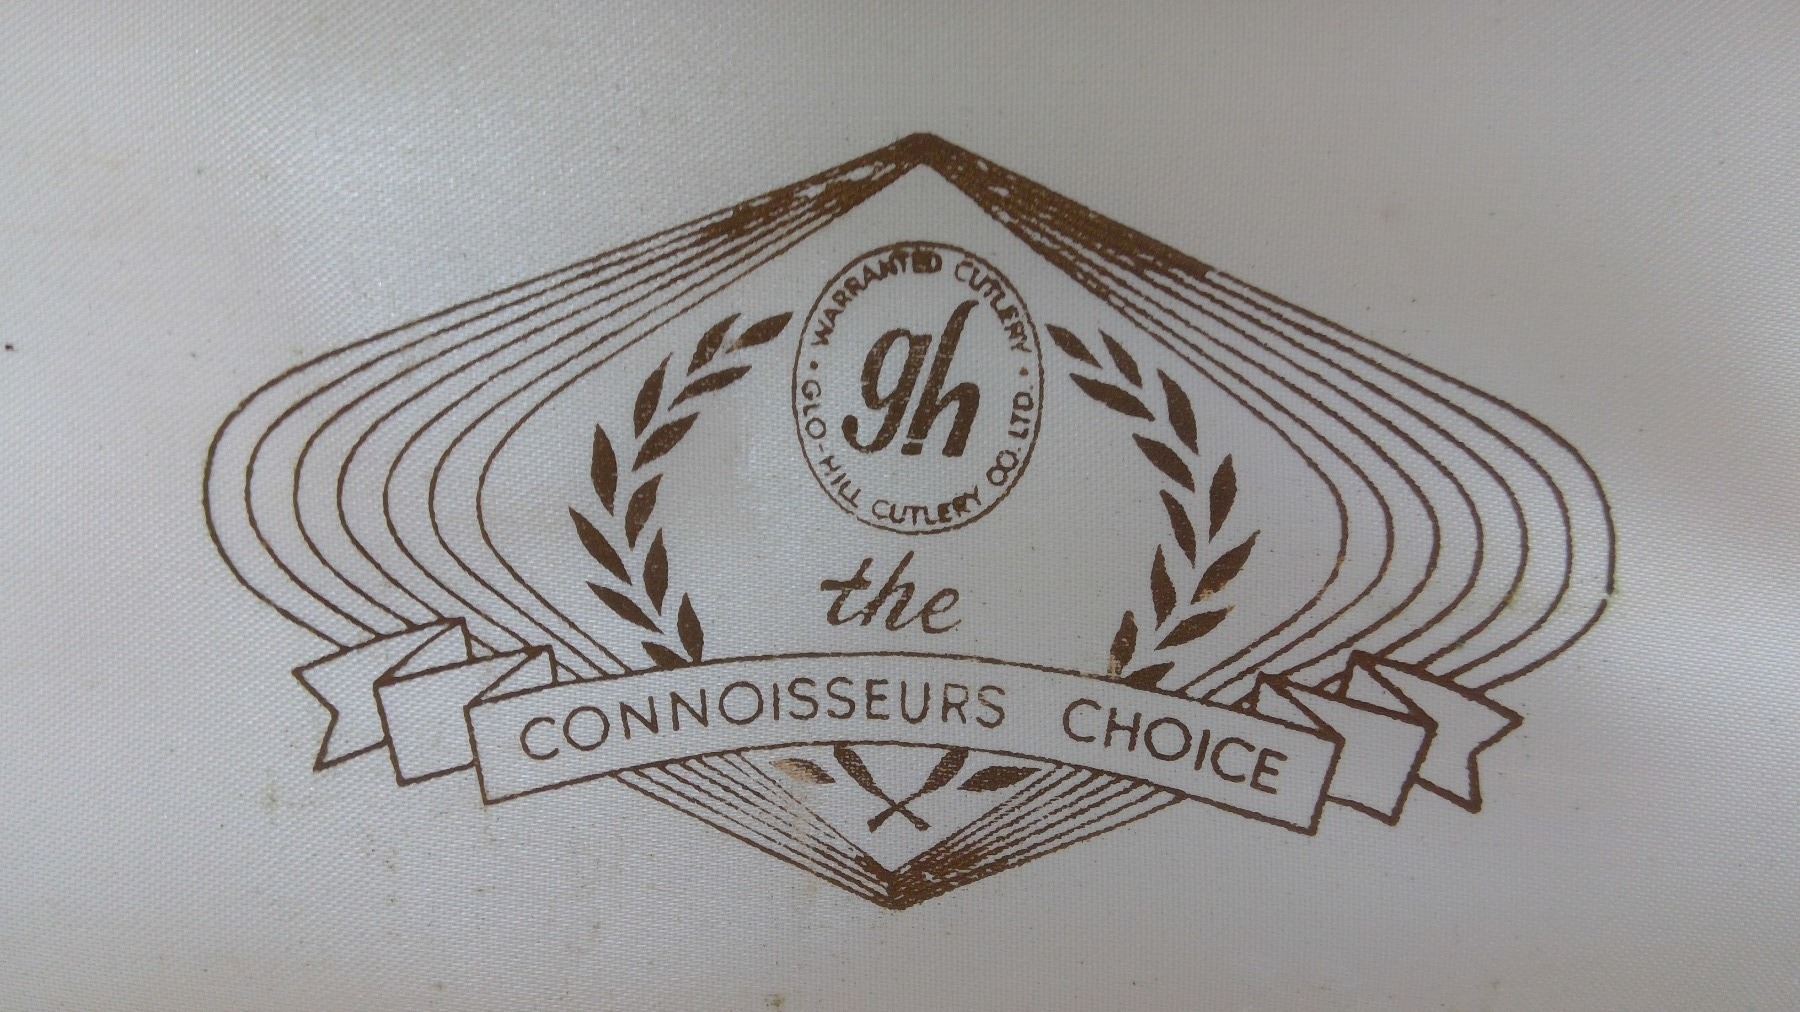 WARRANTED CUTLERY
gh
GLO-HILL CUTLERY CO. LTD.
the
CONNOISSEURS CHOICE